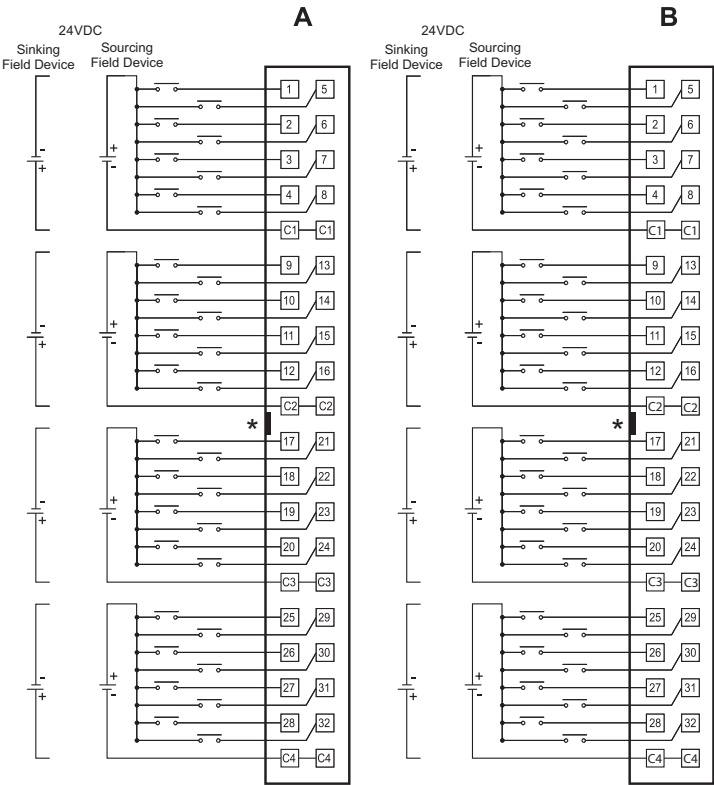 A B
24VDC 24VDC
Sinking Sourcing Sinking Sourcing
Field Device Field Device Field Device Field Device
1 5 1 5
2 6 2 6
- + - +
3 7 3 7
+ - + -
4 8 4 8
C1 C1 C1 C1
9 13 9 13
10 14 10 14
- + - +
11 15 11 15
+ - + -
12 16 12 16
C2 C2 C2 C2
* *
17 21 17 21
18 22 18 22
- + - +
19 23 19 23
+ - + -
20 24 20 24
C3 C3 C3 C3
25 29 25 29
26 30 26 30
- + - +
27 31 27 31
+ - + -
28 32 28 32
C4 C4 C4 C4